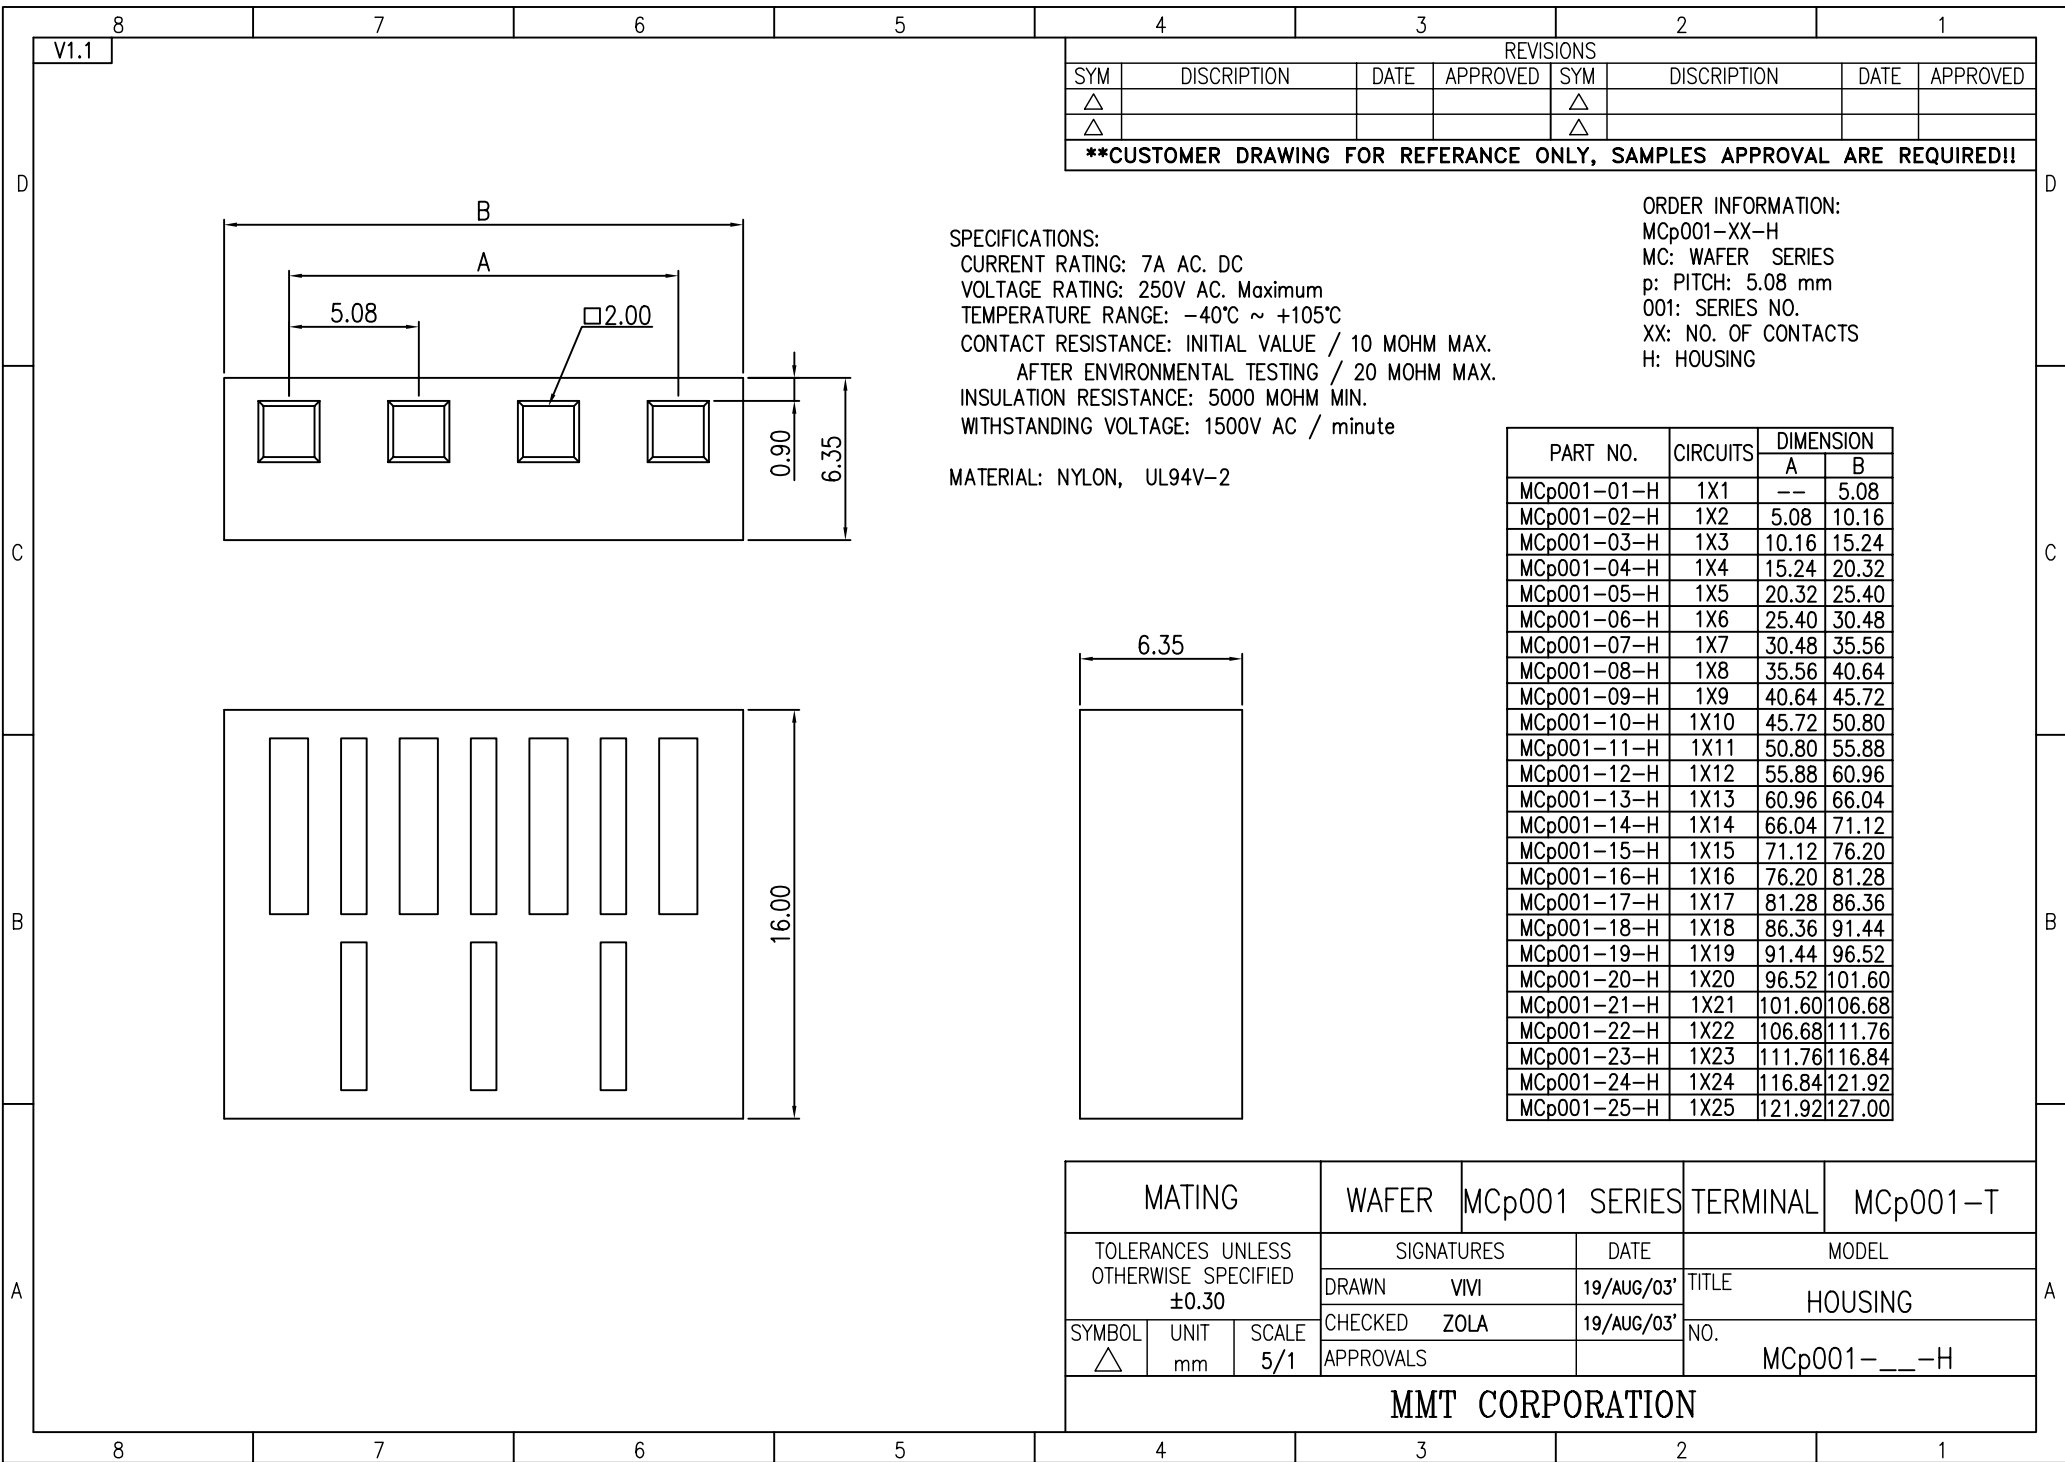 8 7 6 5 4 3 2 1
V1.1
REVISIONS
SYM DISCRIPTION DATE APPROVED SYM DISCRIPTION DATE APPROVED
△ △
△ △
**CUSTOMER DRAWING FOR REFERANCE ONLY, SAMPLES APPROVAL ARE REQUIRED!!
D D
B
A
5.08
□2.00
0.90
6.35
SPECIFICATIONS:
CURRENT RATING: 7A AC. DC
VOLTAGE RATING: 250V AC. Maximum
TEMPERATURE RANGE: -40°C ~ +105°C
CONTACT RESISTANCE: INITIAL VALUE / 10 MOHM MAX.
AFTER ENVIRONMENTAL TESTING / 20 MOHM MAX.
INSULATION RESISTANCE: 5000 MOHM MIN.
WITHSTANDING VOLTAGE: 1500V AC / minute
MATERIAL: NYLON, UL94V-2
ORDER INFORMATION:
MCp001-XX-H
MC: WAFER SERIES
p: PITCH: 5.08 mm
001: SERIES NO.
XX: NO. OF CONTACTS
H: HOUSING
C C
PART NO. CIRCUITS DIMENSION
A B
MCp001-01-H 1X1 -- 5.08
MCp001-02-H 1X2 5.08 10.16
MCp001-03-H 1X3 10.16 15.24
MCp001-04-H 1X4 15.24 20.32
MCp001-05-H 1X5 20.32 25.40
MCp001-06-H 1X6 25.40 30.48
MCp001-07-H 1X7 30.48 35.56
MCp001-08-H 1X8 35.56 40.64
MCp001-09-H 1X9 40.64 45.72
MCp001-10-H 1X10 45.72 50.80
MCp001-11-H 1X11 50.80 55.88
MCp001-12-H 1X12 55.88 60.96
MCp001-13-H 1X13 60.96 66.04
MCp001-14-H 1X14 66.04 71.12
MCp001-15-H 1X15 71.12 76.20
MCp001-16-H 1X16 76.20 81.28
MCp001-17-H 1X17 81.28 86.36
MCp001-18-H 1X18 86.36 91.44
MCp001-19-H 1X19 91.44 96.52
MCp001-20-H 1X20 96.52 101.60
MCp001-21-H 1X21 101.60 106.68
MCp001-22-H 1X22 106.68 111.76
MCp001-23-H 1X23 111.76 116.84
MCp001-24-H 1X24 116.84 121.92
MCp001-25-H 1X25 121.92 127.00
6.35
16.00
B B
MATING WAFER MCp001 SERIES TERMINAL MCp001-T
TOLERANCES UNLESS
OTHERWISE SPECIFIED
±0.30
SIGNATURES DATE MODEL
DRAWN VIVI 19/AUG/03'
TITLE
HOUSING
CHECKED ZOLA 19/AUG/03'
SYMBOL UNIT SCALE
△ mm 5/1
APPROVALS
NO.
MCp001-__-H
A A
MMT CORPORATION
8 7 6 5 4 3 2 1